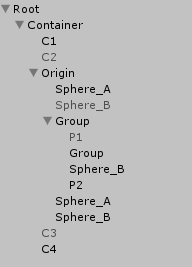 Root
Container
C1
C2
Origin
Sphere_A
Sphere_B
Group
P1
Group
Sphere_B
P2
Sphere_A
Sphere_B
C3
C4